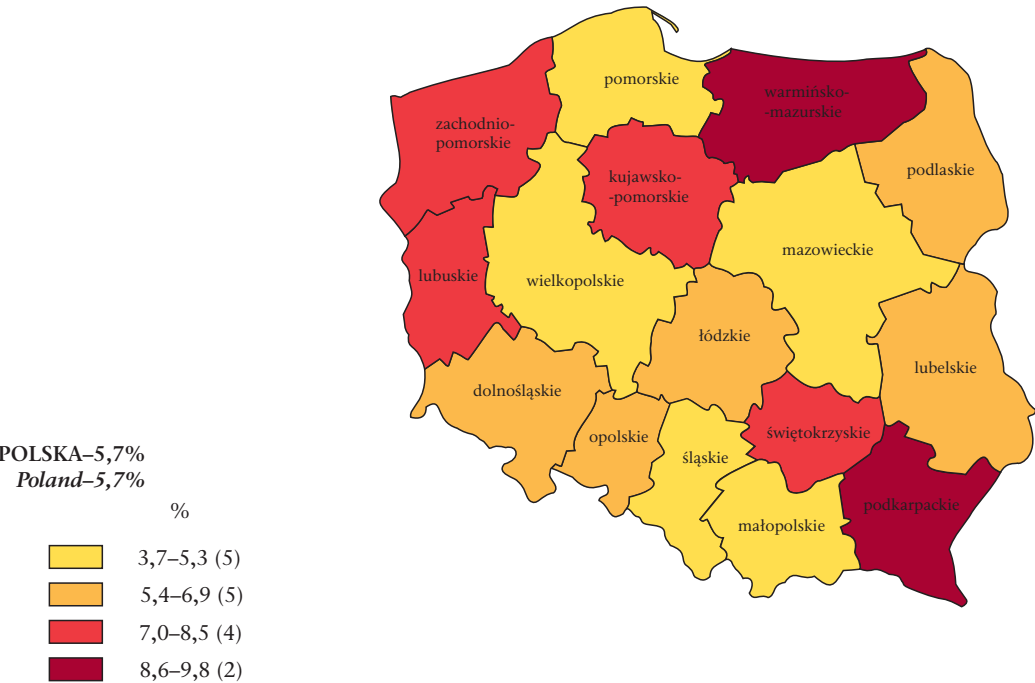 pomorskie
warmińsko-
-mazurskie
zachodnio-
pomorskie
podlaskie
kujawsko-
-pomorskie
mazowieckie
lubuskie
wielkopolskie
łódzkie
lubelskie
dolnośląskie
opolskie
świętokrzyskie
śląskie
podkarpackie
małopolskie
POLSKA–5,7%
Poland–5,7%
%
3,7–5,3 (5)
5,4–6,9 (5)
7,0–8,5 (4)
8,6–9,8 (2)